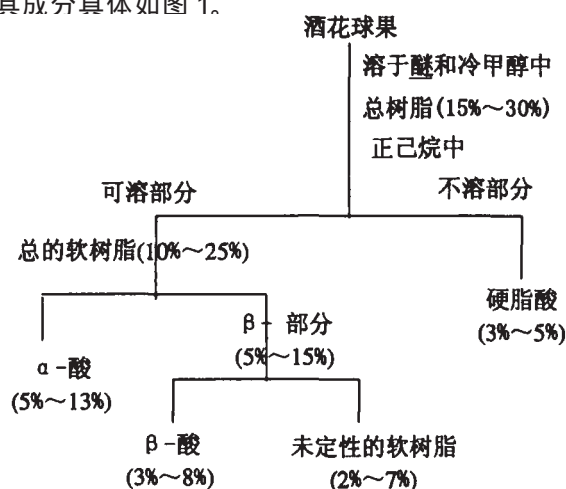 其成分具体如图 1。
酒花球果
溶于醚和冷甲醇中
总树脂(15%～30%)
正己烷中
可溶部分
不溶部分
总的软树脂(10%～25%)
硬脂酸
(3%～5%)
β- 部分
(5%～15%)
α-酸
(5%～13%)
β-酸
(3%～8%)
未定性的软树脂
(2%～7%)